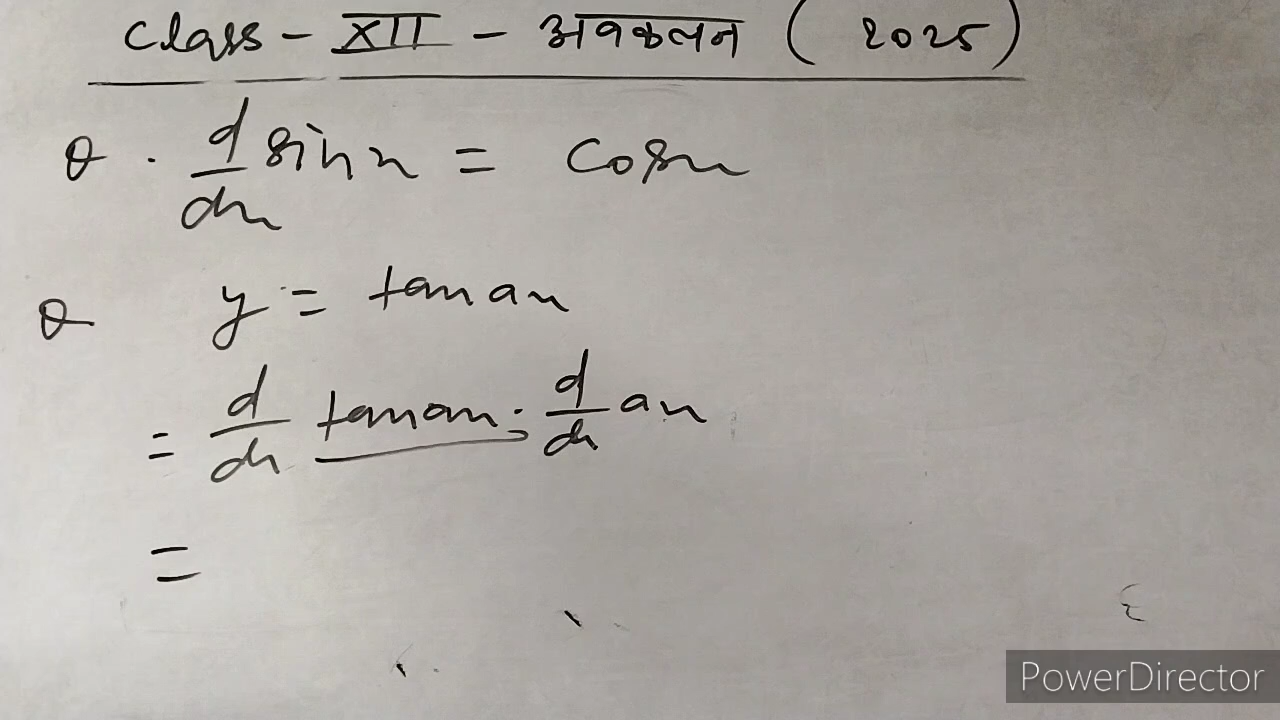 Class - XII - अवकलन ( 2025 )
Q. d/dx sin x = cos x
Q y = tan ax
= d/dx tan ax . d/dx ax
=
PowerDirector